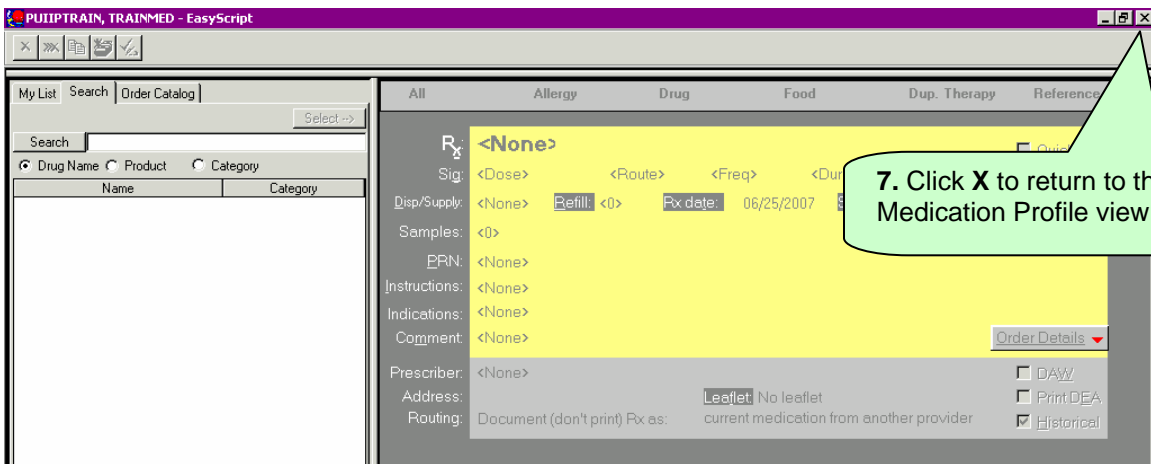 PUIIPTRAIN, TRAINMED - EasyScript
My List Search Order Catalog
Select -->
Search
Drug Name Product Category
Name Category
All Allergy Drug Food Dup. Therapy Reference
Rx: <None>
Sig: <Dose> <Route> <Freq>
Disp/Supply: <None> Refill: <0> Rx date: 06/25/2007
Samples: <0>
PRN: <None>
Instructions: <None>
Indications: <None>
Comment: <None>
Order Details
Prescriber: <None>
DAW
Address: Leaflet: No leaflet
Print DEA
Routing: Document (don't print) Rx as: current medication from another provider
Historical
7. Click X to return to th
Medication Profile view